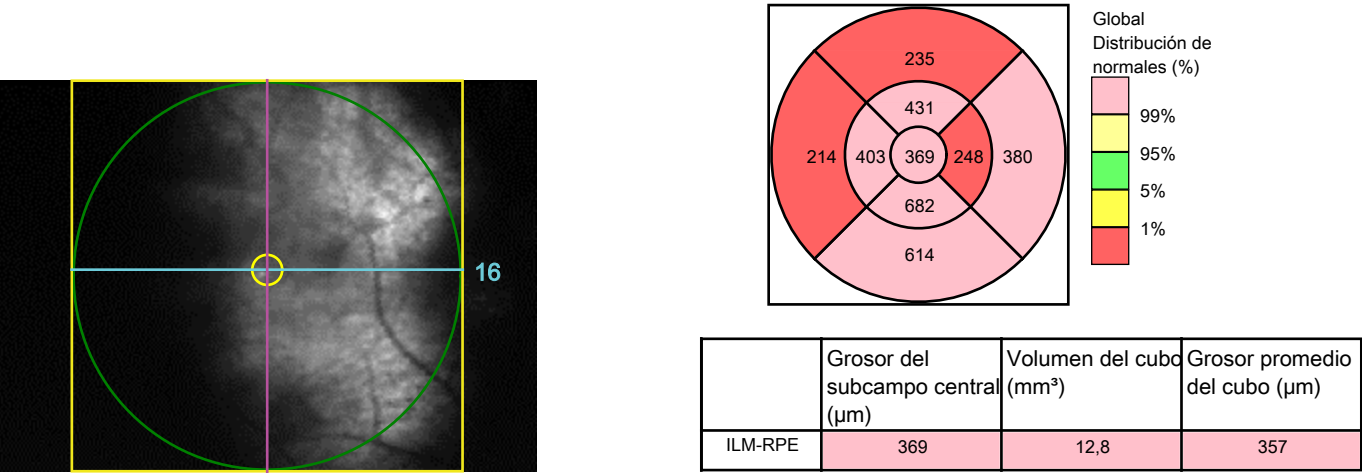 16
235
431
214
403
369
248
380
682
614
Global
Distribución de
normales (%)
99%
95%
5%
1%
Grosor del
subcampo central
(μm)
Volumen del cubo
(mm³)
Grosor promedio
del cubo (μm)
ILM-RPE
369
12,8
357